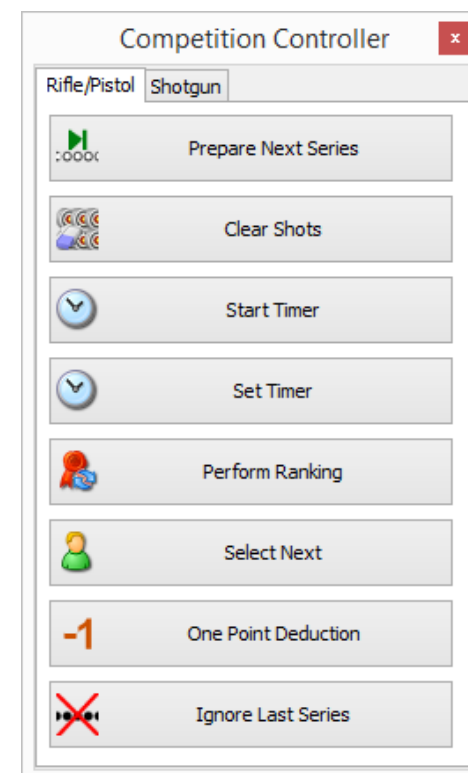 Competition Controller
x
Rifle/Pistol Shotgun
Prepare Next Series
Clear Shots
Start Timer
Set Timer
Perform Ranking
Select Next
-1 One Point Deduction
Ignore Last Series